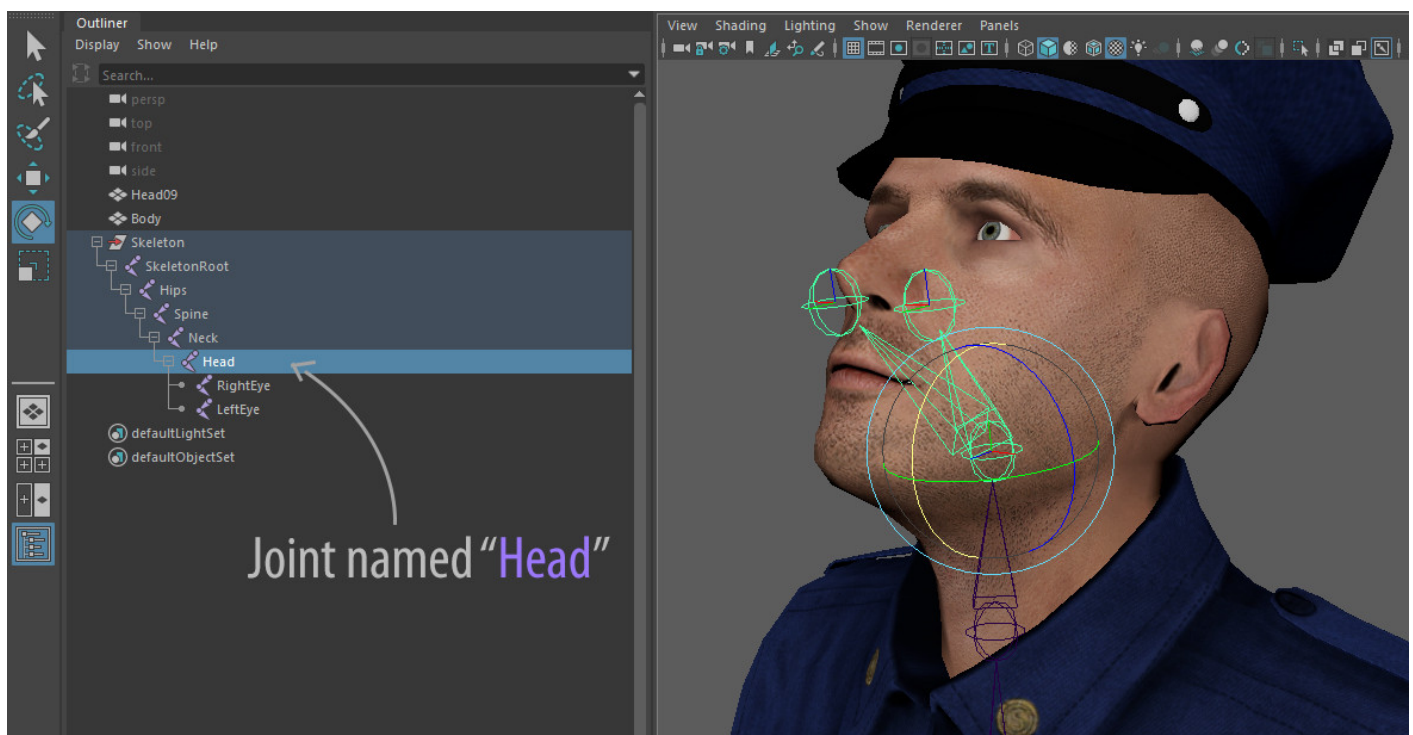 Outliner
Display Show Help
Search...
persp
top
front
side
Head09
Body
Skeleton
SkeletonRoot
Hips
Spine
Neck
Head
RightEye
LeftEye
defaultLightSet
defaultObjectSet
Joint named “Head”
View Shading Lighting Show Renderer Panels
T